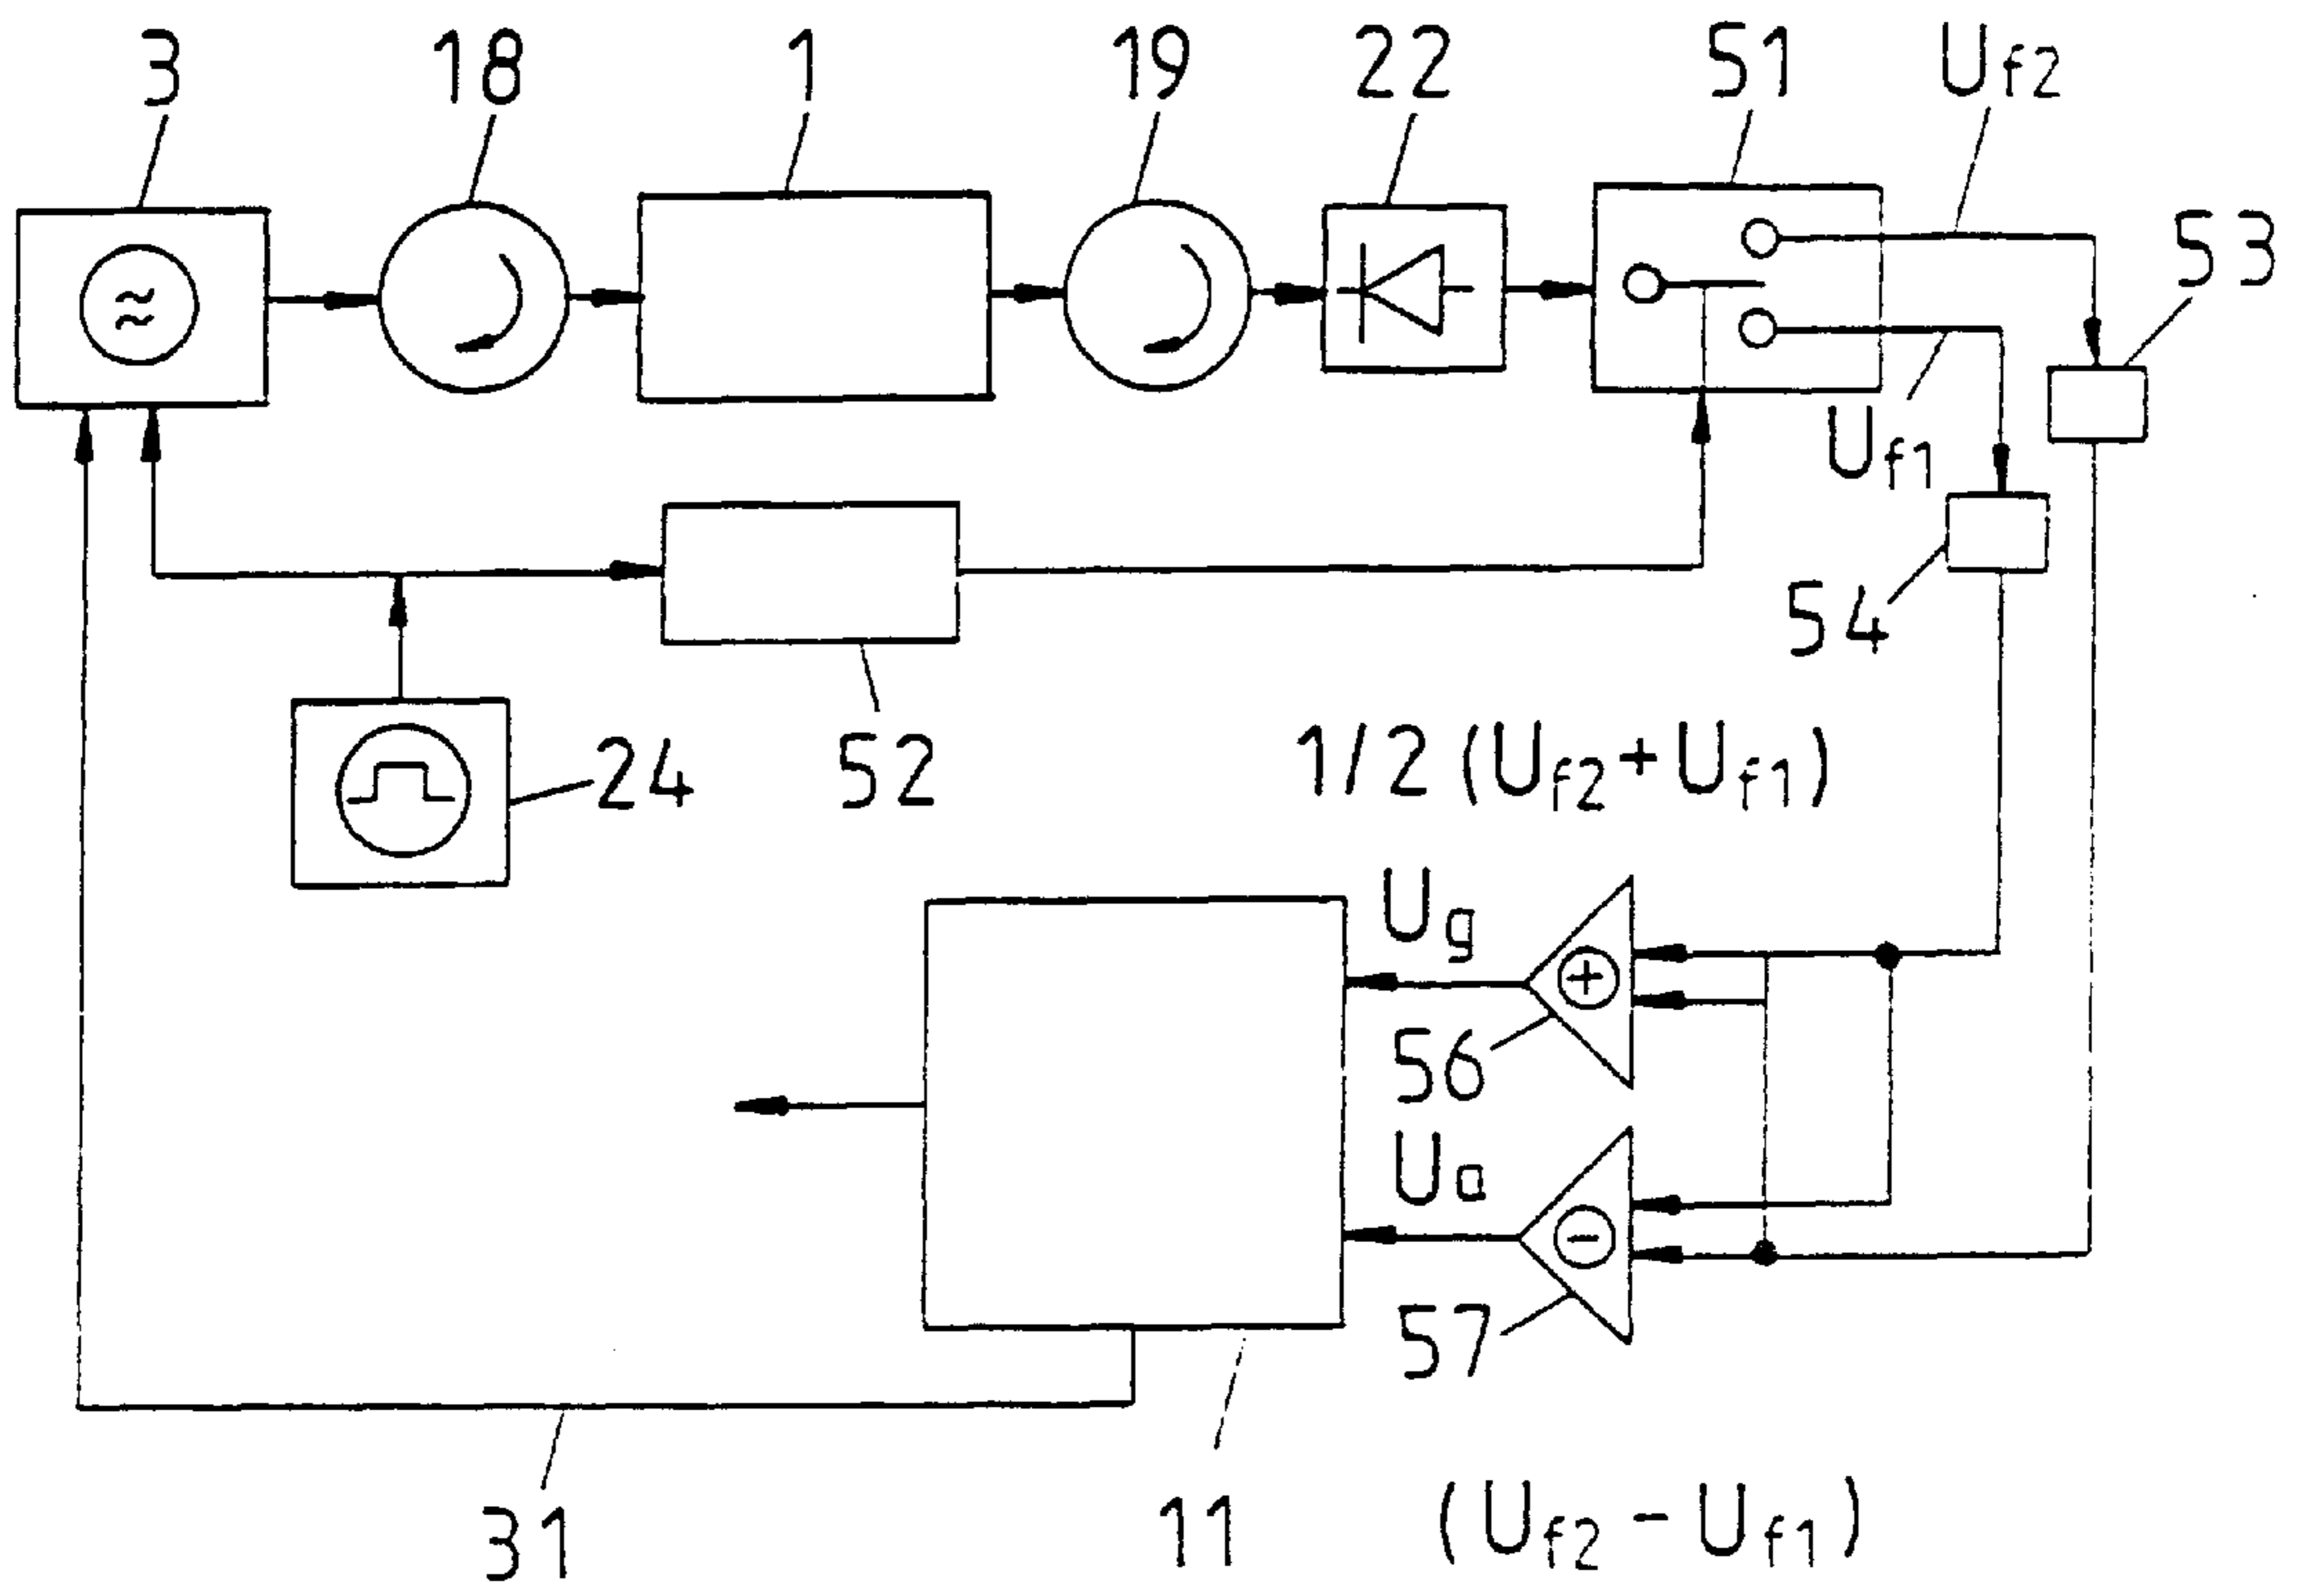 3 18 1 19 22 51 Uf2
53
Uf1
54
24 52 1/2 (Uf2+Uf1)
Ug
56
Ua
57
31 11 (Uf2 - Uf1)